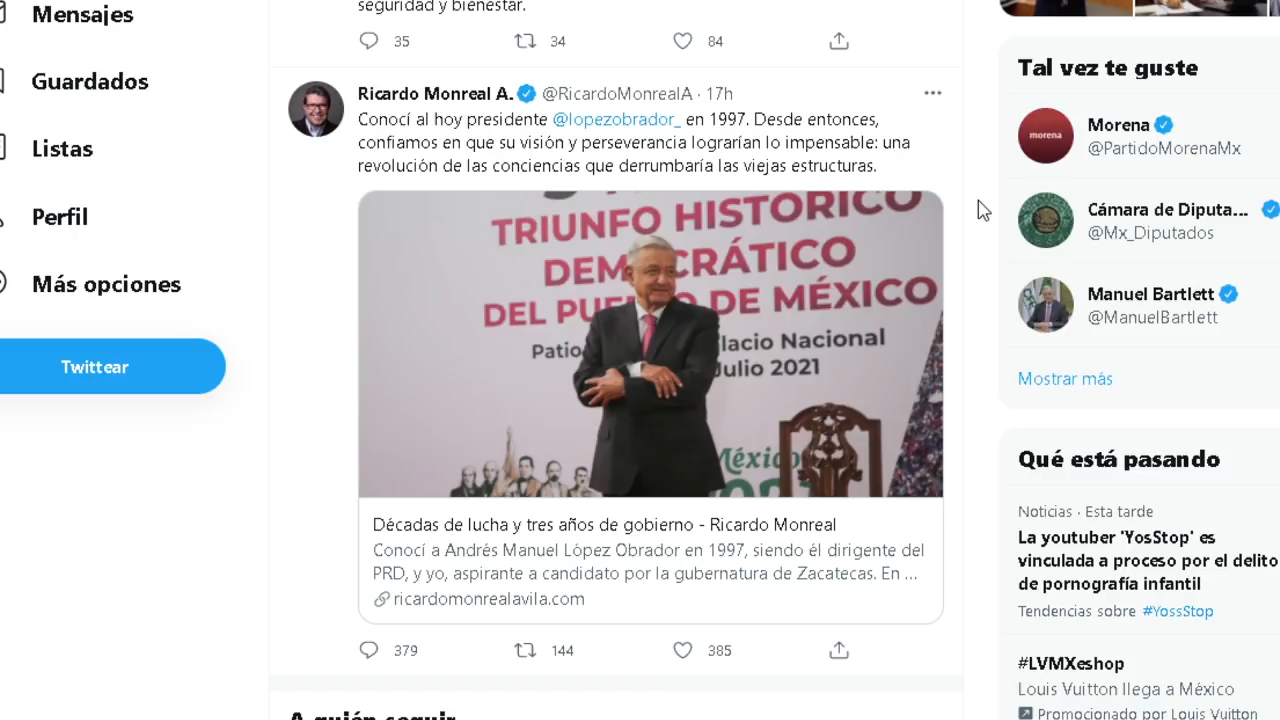 seguridad y bienestar.
35 34 84
Mensajes
Guardados
Listas
Perfil
Más opciones
Twittear
Ricardo Monreal A. @RicardoMonrealA · 17h
Conocí al hoy presidente @lopezobrador_ en 1997. Desde entonces,
confiamos en que su visión y perseverancia lograrían lo impensable: una
revolución de las conciencias que derrumbaría las viejas estructuras.
TRIUNFO HISTÓRICO
DEMOCRÁTICO
DEL PUEBLO DE MÉXICO
Patio lacio Nacional
Julio 2021
México
Décadas de lucha y tres años de gobierno - Ricardo Monreal
Conocí a Andrés Manuel López Obrador en 1997, siendo él dirigente del
PRD, y yo, aspirante a candidato por la gubernatura de Zacatecas. En ...
ricardomonrealavila.com
379 144 385
A quién seguir
Tal vez te guste
morena
Morena
@PartidoMorenaMx
Cámara de Diputa...
@Mx_Diputados
Manuel Bartlett
@ManuelBartlett
Mostrar más
Qué está pasando
Noticias · Esta tarde
La youtuber 'YosStop' es
vinculada a proceso por el delito
de pornografía infantil
Tendencias sobre #YossStop
#LVMXeshop
Louis Vuitton llega a México
Promocionado por Louis Vuitton